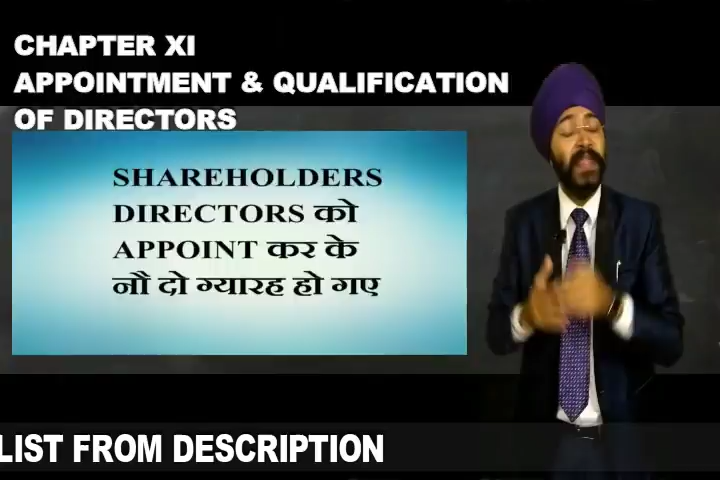 CHAPTER XI
APPOINTMENT & QUALIFICATION
OF DIRECTORS
SHAREHOLDERS
DIRECTORS को
APPOINT कर के
नौ दो ग्यारह हो गए
LIST FROM DESCRIPTION